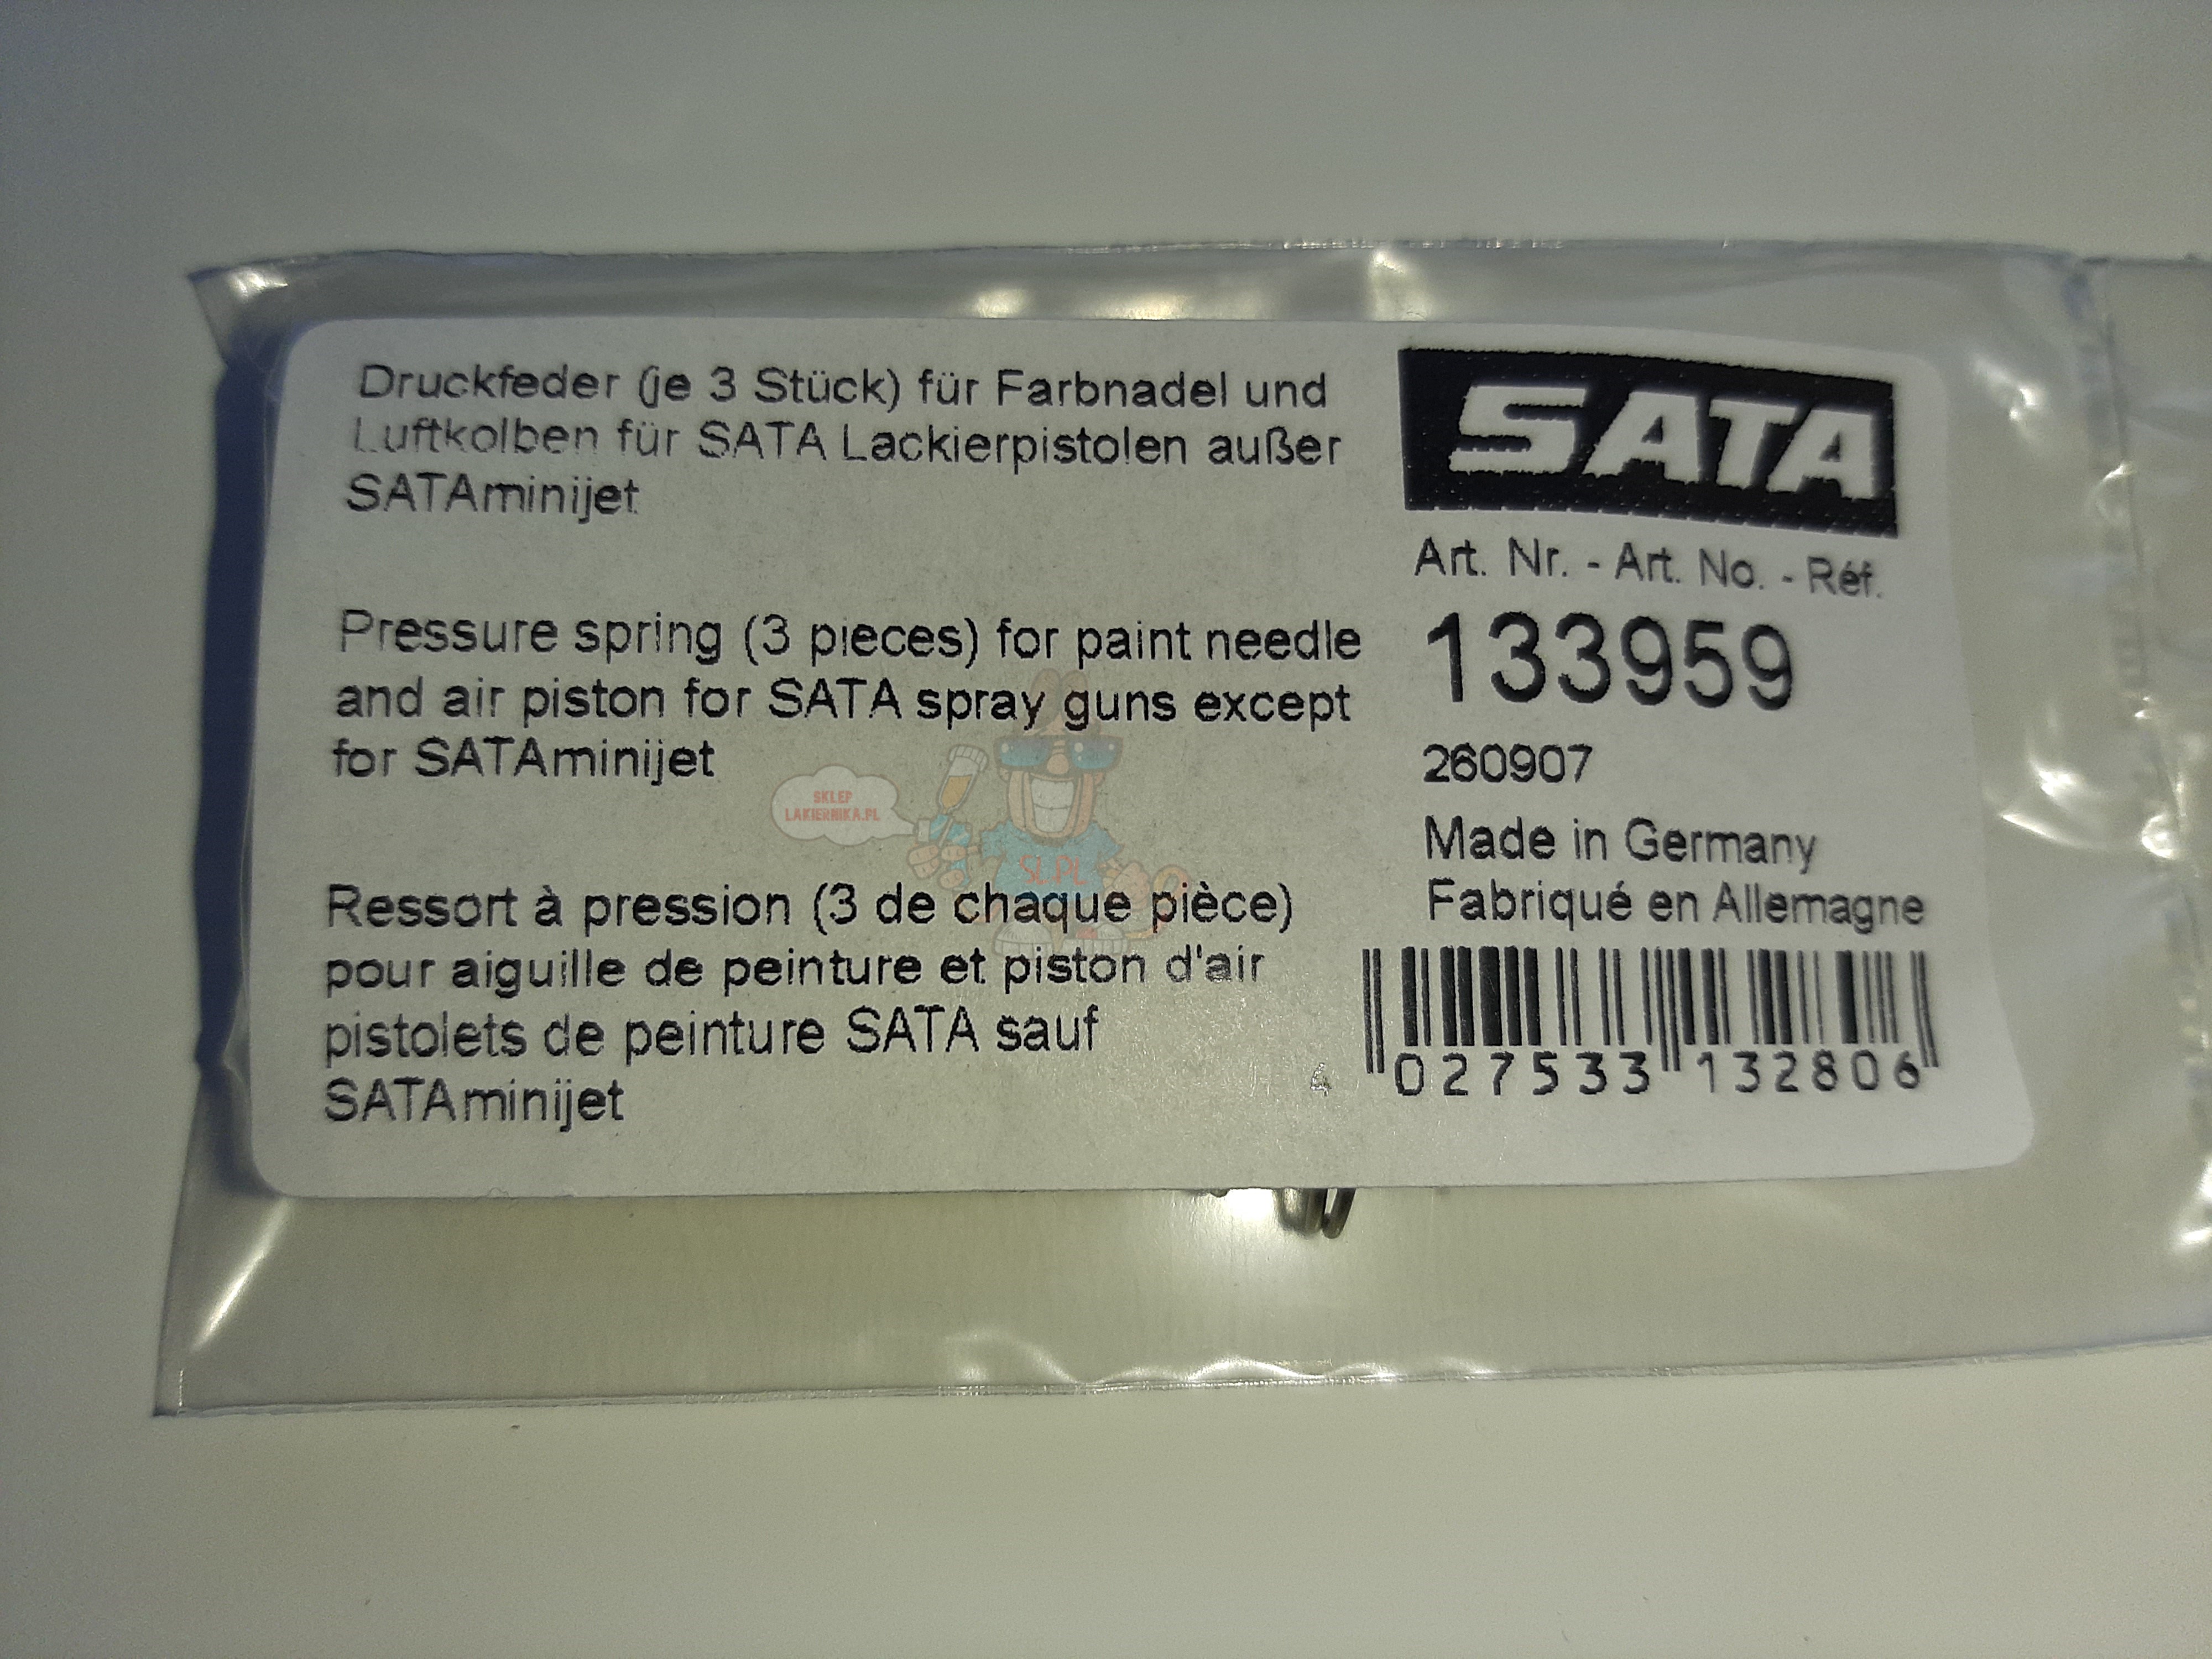 Druckfeder (je 3 Stück) für Farbnadel und
Luftkolben für SATA Lackierpistolen außer
SATAminijet
Pressure spring (3 pieces) for paint needle
and air piston for SATA spray guns except
for SATAminijet
Ressort à pression (3 de chaque pièce)
pour aiguille de peinture et piston d'air
pistolets de peinture SATA sauf
SATAminijet
SATA
Art. Nr. - Art. No. - Réf.
133959
260907
Made in Germany
Fabriqué en Allemagne
4 027533 132806
SKLEP
LAKIERNIKA.PL
SL.PL